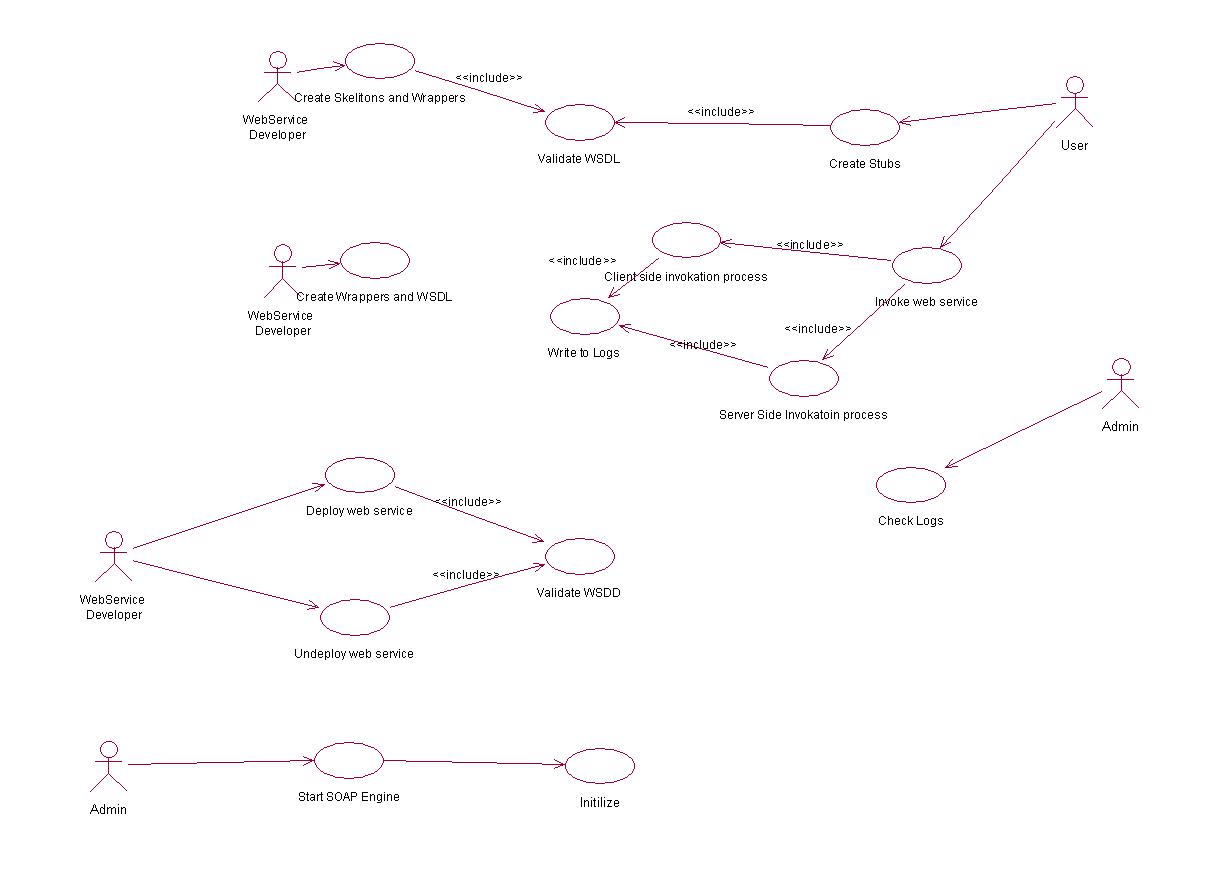 <<include>>
Create Skelitons and Wrappers
WebService
Developer
<<include>>
Validate WSDL
Create Stubs
User
<<include>>
<<include>>
Client side invokation process
Create Wrappers and WSDL
WebService
Developer
Invoke web service
<<include>>
<<include>>
Write to Logs
Server Side Invokatoin process
Admin
<<include>>
Deploy web service
Check Logs
<<include>>
Validate WSDD
WebService
Developer
Undeploy web service
Start SOAP Engine
Initilize
Admin